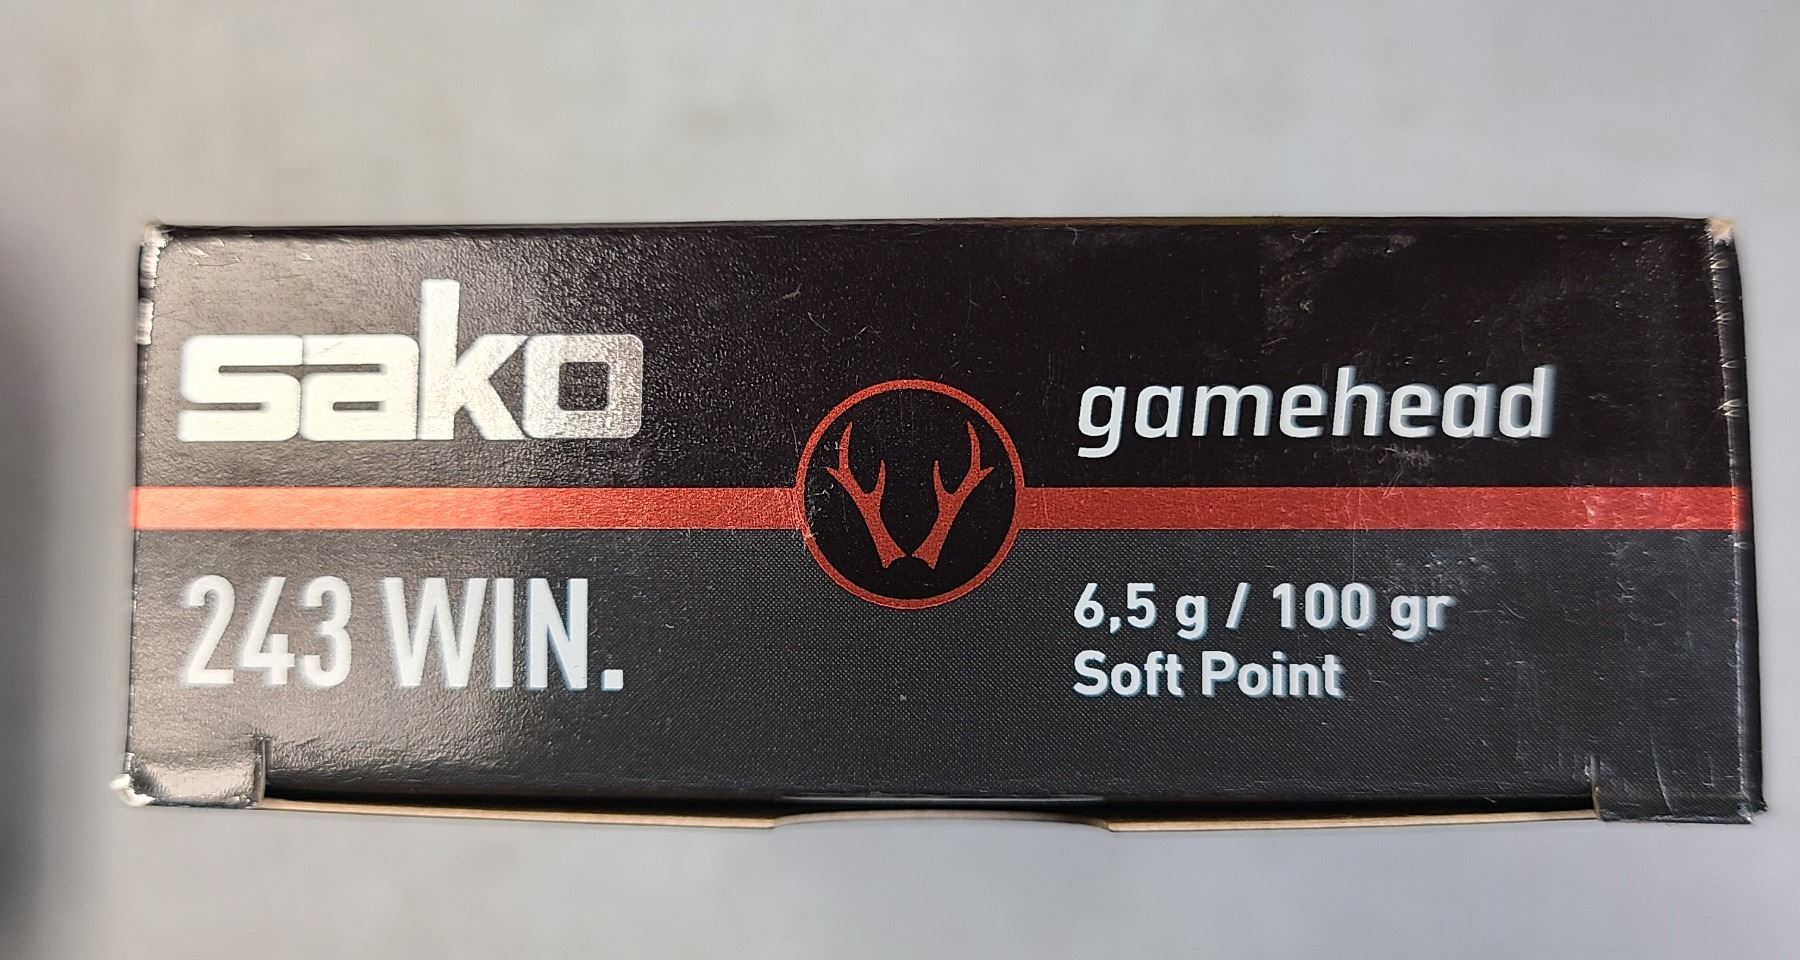 sako
gamehead
243 WIN.
6,5 g / 100 gr
Soft Point